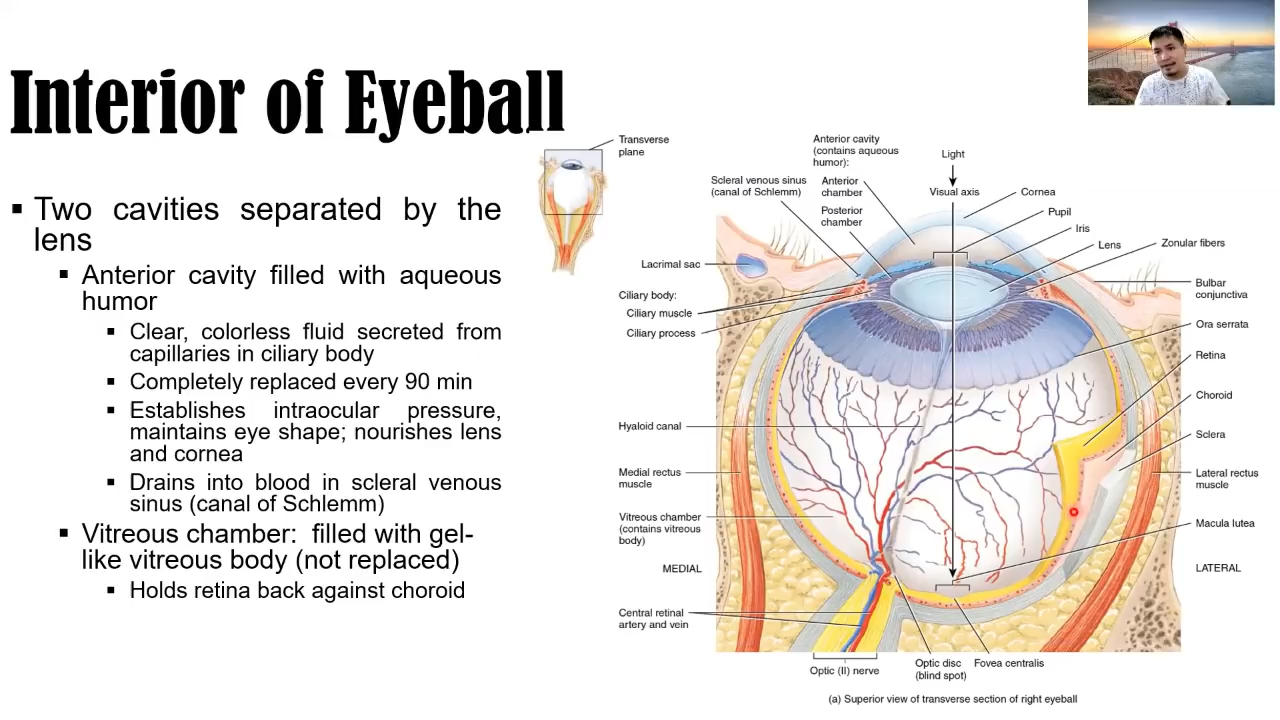 Interior of Eyeball
▪ Two cavities separated by the
lens
▪ Anterior cavity filled with aqueous
humor
▪ Clear, colorless fluid secreted from
capillaries in ciliary body
▪ Completely replaced every 90 min
▪ Establishes intraocular pressure,
maintains eye shape; nourishes lens
and cornea
▪ Drains into blood in scleral venous
sinus (canal of Schlemm)
▪ Vitreous chamber: filled with gel-
like vitreous body (not replaced)
▪ Holds retina back against choroid
Transverse
plane
Anterior cavity
(contains aqueous
humor):
Light
Scleral venous sinus
(canal of Schlemm)
Anterior
chamber
Visual axis
Cornea
Posterior
chamber
Pupil
Iris
Lens
Zonular fibers
Lacrimal sac
Bulbar
conjunctiva
Ciliary body:
Ciliary muscle
Ciliary process
Ora serrata
Retina
Choroid
Hyaloid canal
Sclera
Medial rectus
muscle
Lateral rectus
muscle
Vitreous chamber
(contains vitreous
body)
Macula lutea
MEDIAL
LATERAL
Central retinal
artery and vein
Optic (II) nerve
Optic disc
(blind spot)
Fovea centralis
(a) Superior view of transverse section of right eyeball